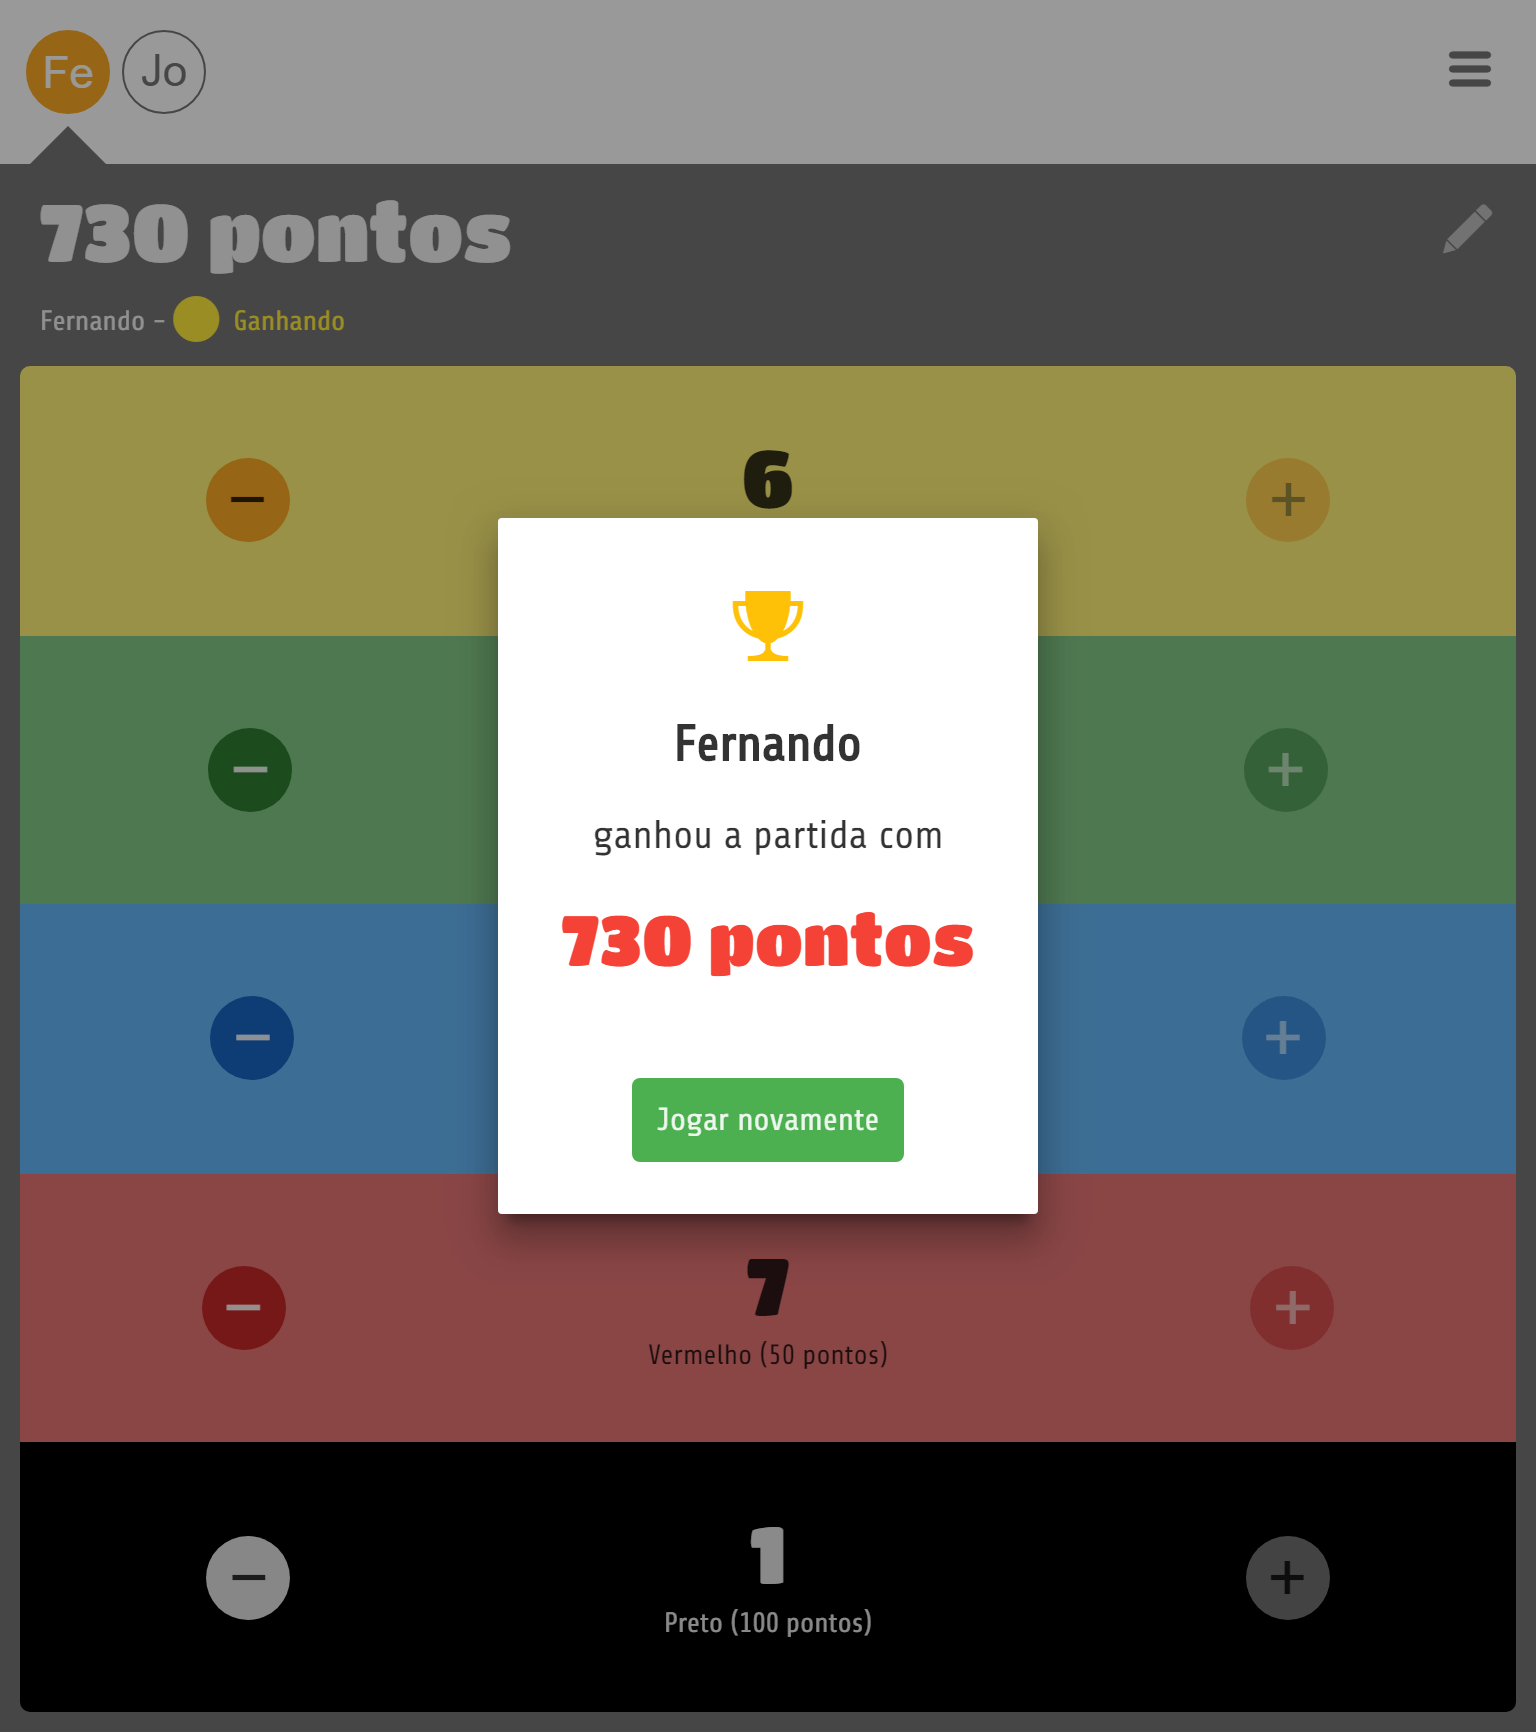 Fe Jo
730 pontos
Fernando - Ganhando
6
Fernando
ganhou a partida com
730 pontos
Jogar novamente
7
Vermelho (50 pontos)
1
Preto (100 pontos)